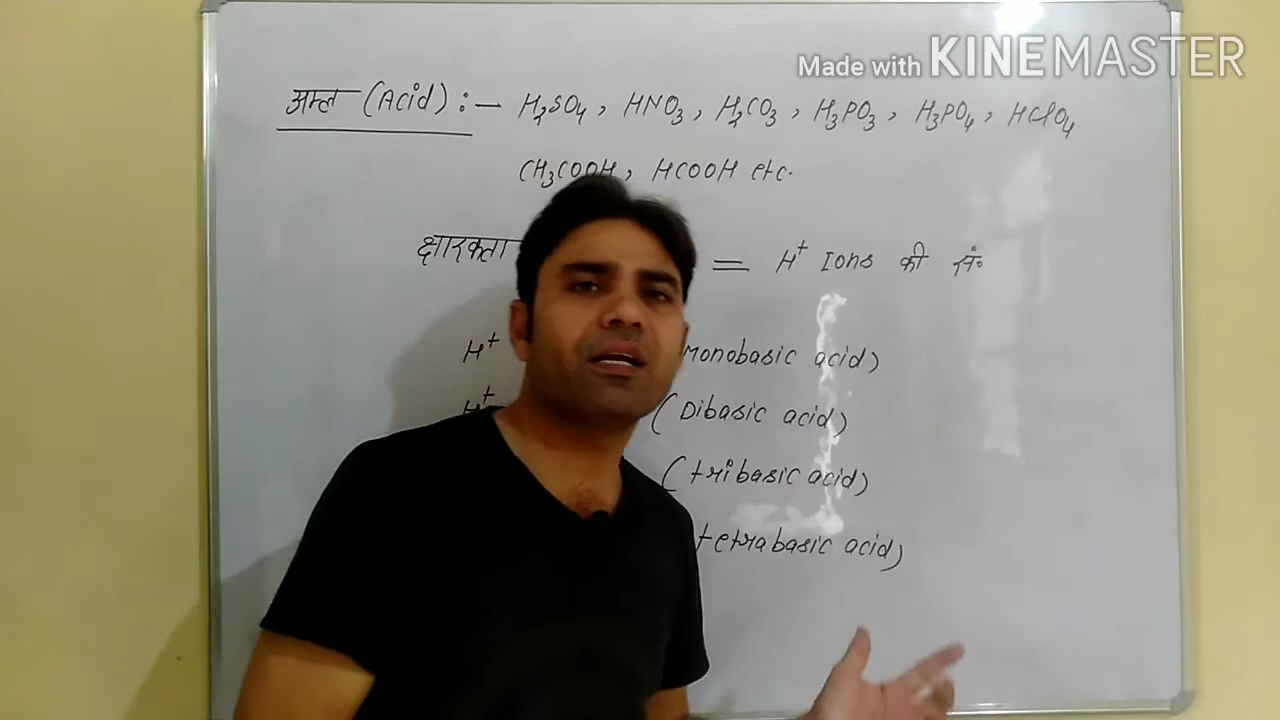 Made with KINEMASTER
अम्ल (Acid) :- H₂SO₄, HNO₃, H₂CO₃, H₃PO₃, H₃PO₄, HClO₄
CH₃COOH, HCOOH etc.
क्षारकता = H⁺ Ions की सं॰
H⁺ monobasic acid)
H⁺ (Dibasic acid)
(tribasic acid)
tetrabasic acid)